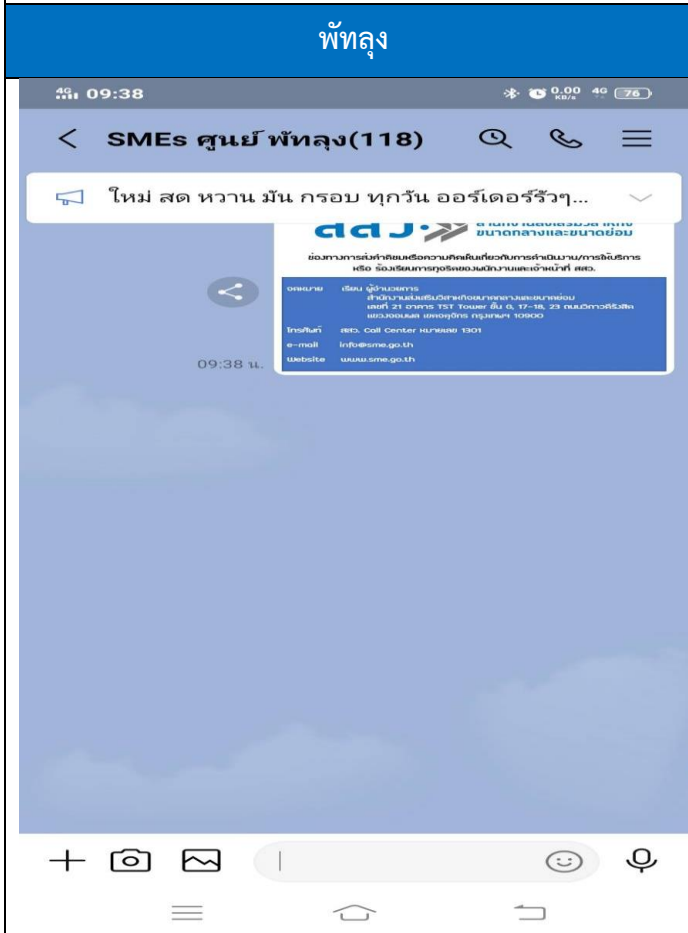 พัทลุง
4G 09:38
0.00 KB/s 4G 76
SMEs ศูนย์ พัทลุง(118)
ใหม่ สด หวาน มัน กรอบ ทุกวัน ออร์เดอร์รัวๆ...
สสว.
ขนาดกลางและขนาดย่อม
ช่องทางการส่งคำติชมหรือความคิดเห็นเกี่ยวกับการดำเนินงาน/การให้บริการ
หรือ ร้องเรียนการทุจริตของพนักงานและเจ้าหน้าที่ สสว.
จดหมาย เรียน ผู้อำนวยการ
สำนักงานส่งเสริมวิสาหกิจขนาดกลางและขนาดย่อม
เลขที่ 21 อาคาร TST Tower ชั้น G, 17-18, 23 ถนนวิภาวดีรังสิต
แขวงจอมพล เขตจตุจักร กรุงเทพฯ 10900
โทรศัพท์ สสว. Call Center หมายเลข 1301
e-mail info@sme.go.th
Website www.sme.go.th
09:38 น.